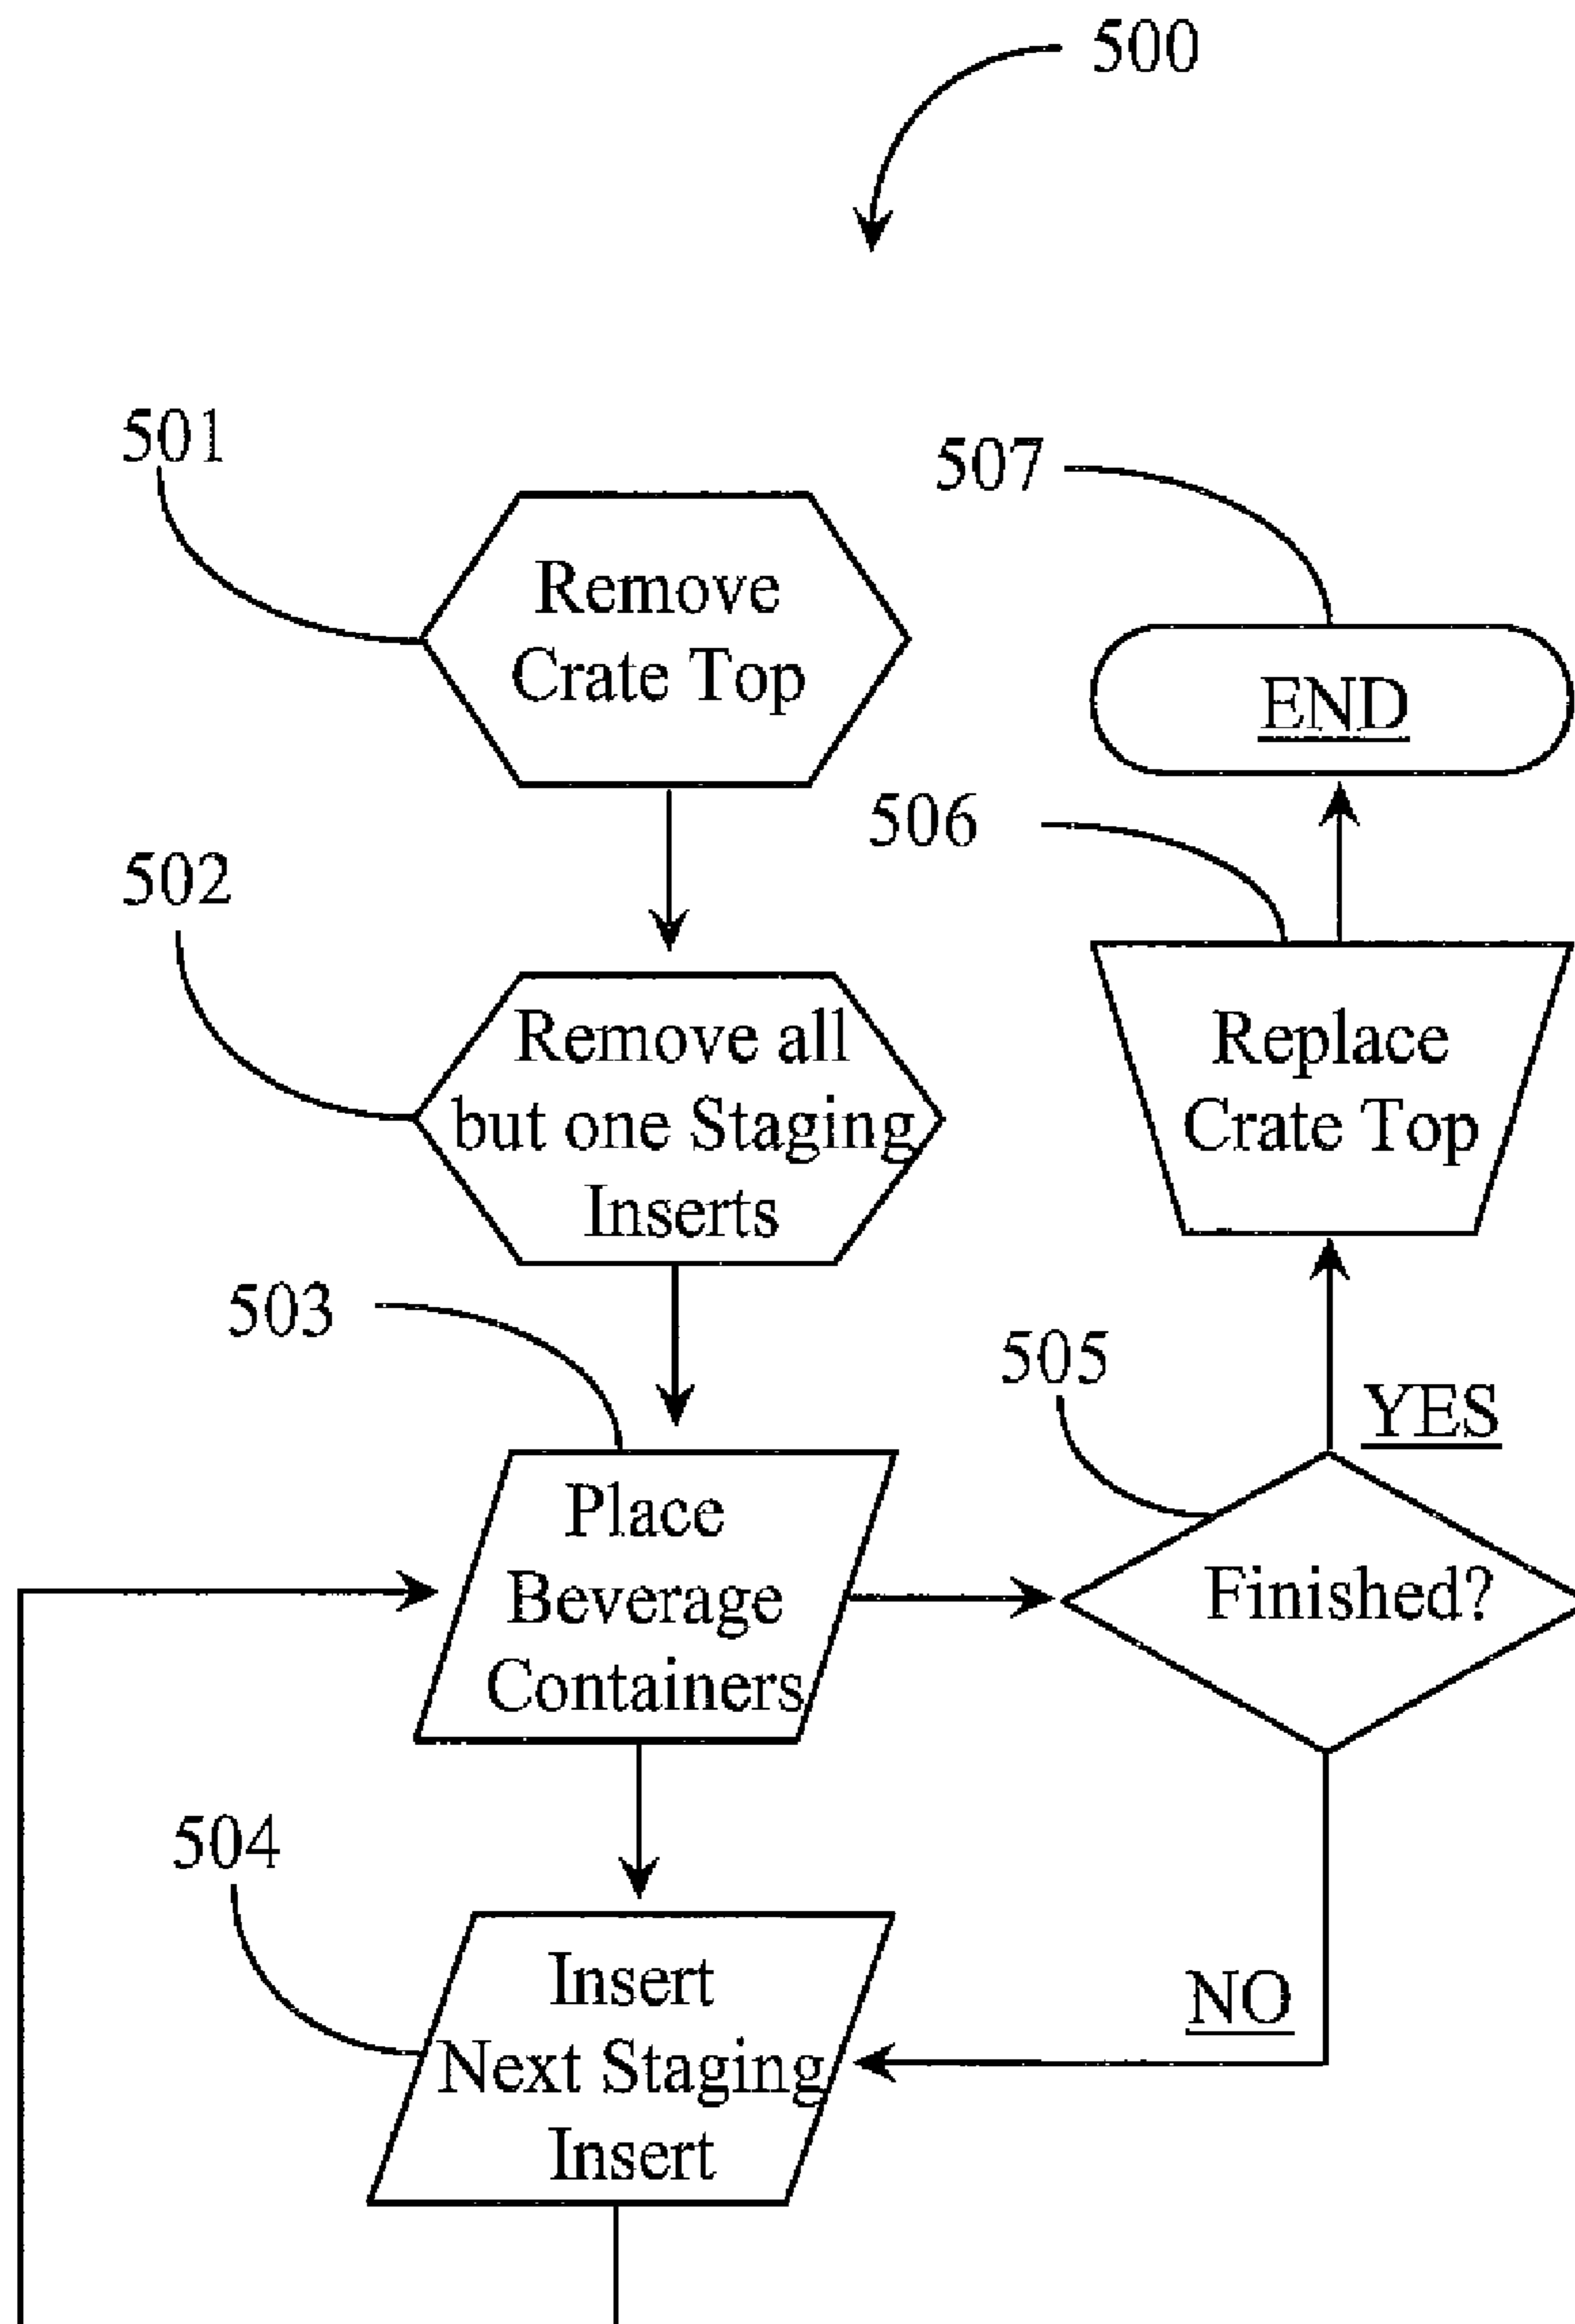 500
501
Remove
Crate Top
507
END
502
Remove all
but one Staging
Inserts
506
Replace
Crate Top
503
Place
Beverage
Containers
505
YES
Finished?
504
Insert
Next Staging
Insert
NO